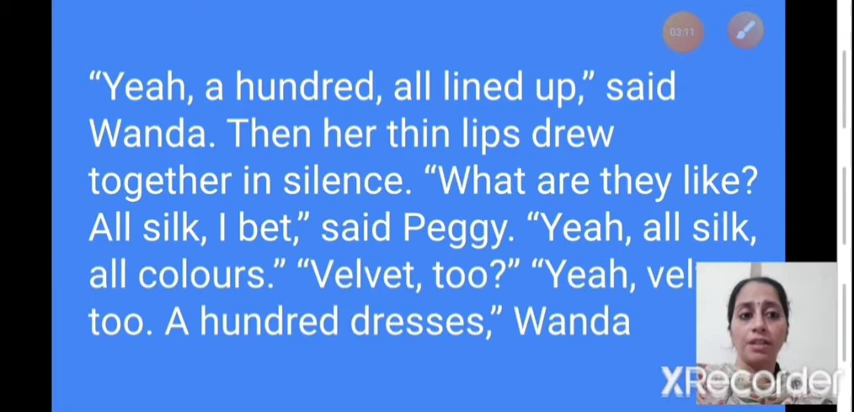 03:11
“Yeah, a hundred, all lined up,” said
Wanda. Then her thin lips drew
together in silence. “What are they like?
All silk, I bet,” said Peggy. “Yeah, all silk,
all colours.” “Velvet, too?” “Yeah,
too. A hundred dresses,” Wanda
XRecorder